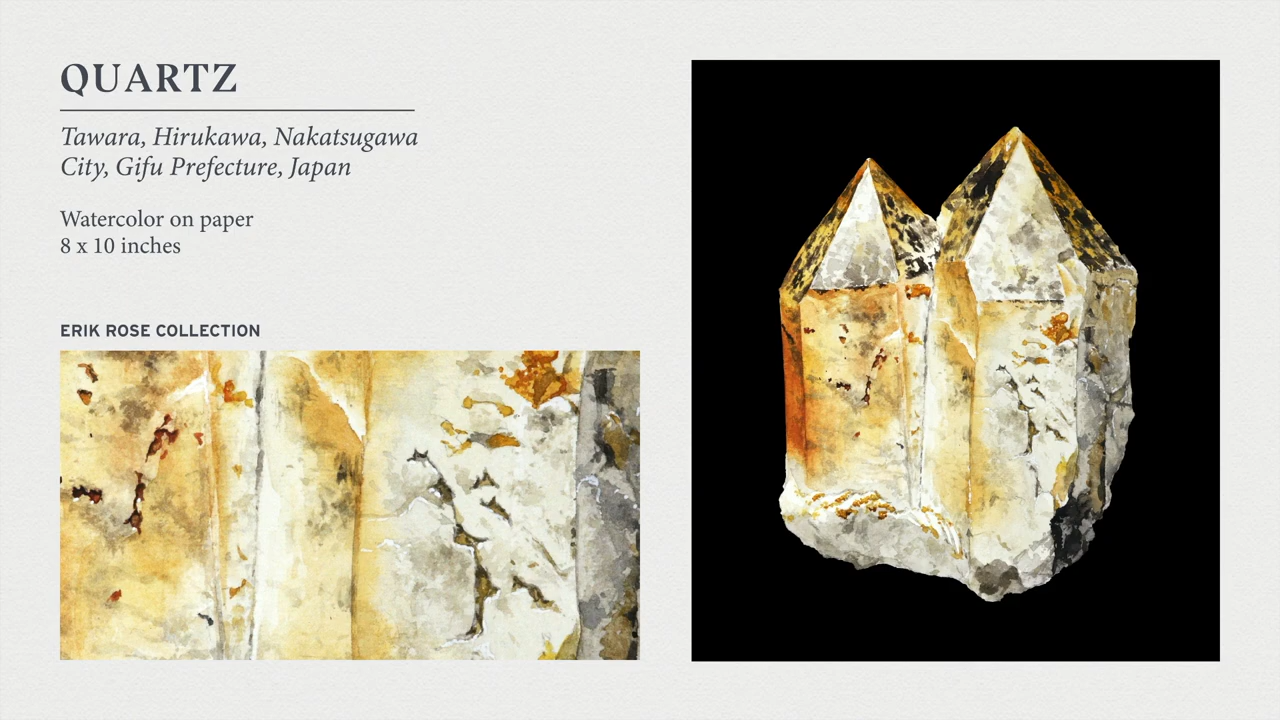 QUARTZ
Tawara, Hirukawa, Nakatsugawa
City, Gifu Prefecture, Japan
Watercolor on paper
8 x 10 inches
ERIK ROSE COLLECTION